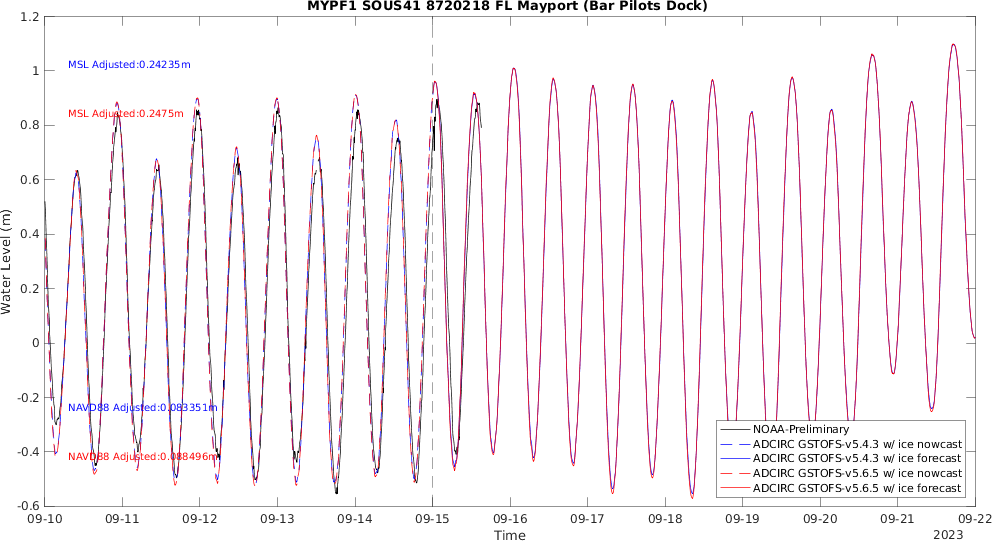 MYPF1 SOUS41 8720218 FL Mayport (Bar Pilots Dock)
1.2
1
0.8
0.6
0.4
0.2
0
-0.2
-0.4
-0.6
Water Level (m)
MSL Adjusted:0.24235m
MSL Adjusted:0.2475m
NAVD88 Adjusted:0.083351m
NAVD88 Adjusted:0.088496m
NOAA-Preliminary
ADCIRC GSTOFS-v5.4.3 w/ ice nowcast
ADCIRC GSTOFS-v5.4.3 w/ ice forecast
ADCIRC GSTOFS-v5.6.5 w/ ice nowcast
ADCIRC GSTOFS-v5.6.5 w/ ice forecast
09-10 09-11 09-12 09-13 09-14 09-15 09-16 09-17 09-18 09-19 09-20 09-21 09-22
Time
2023